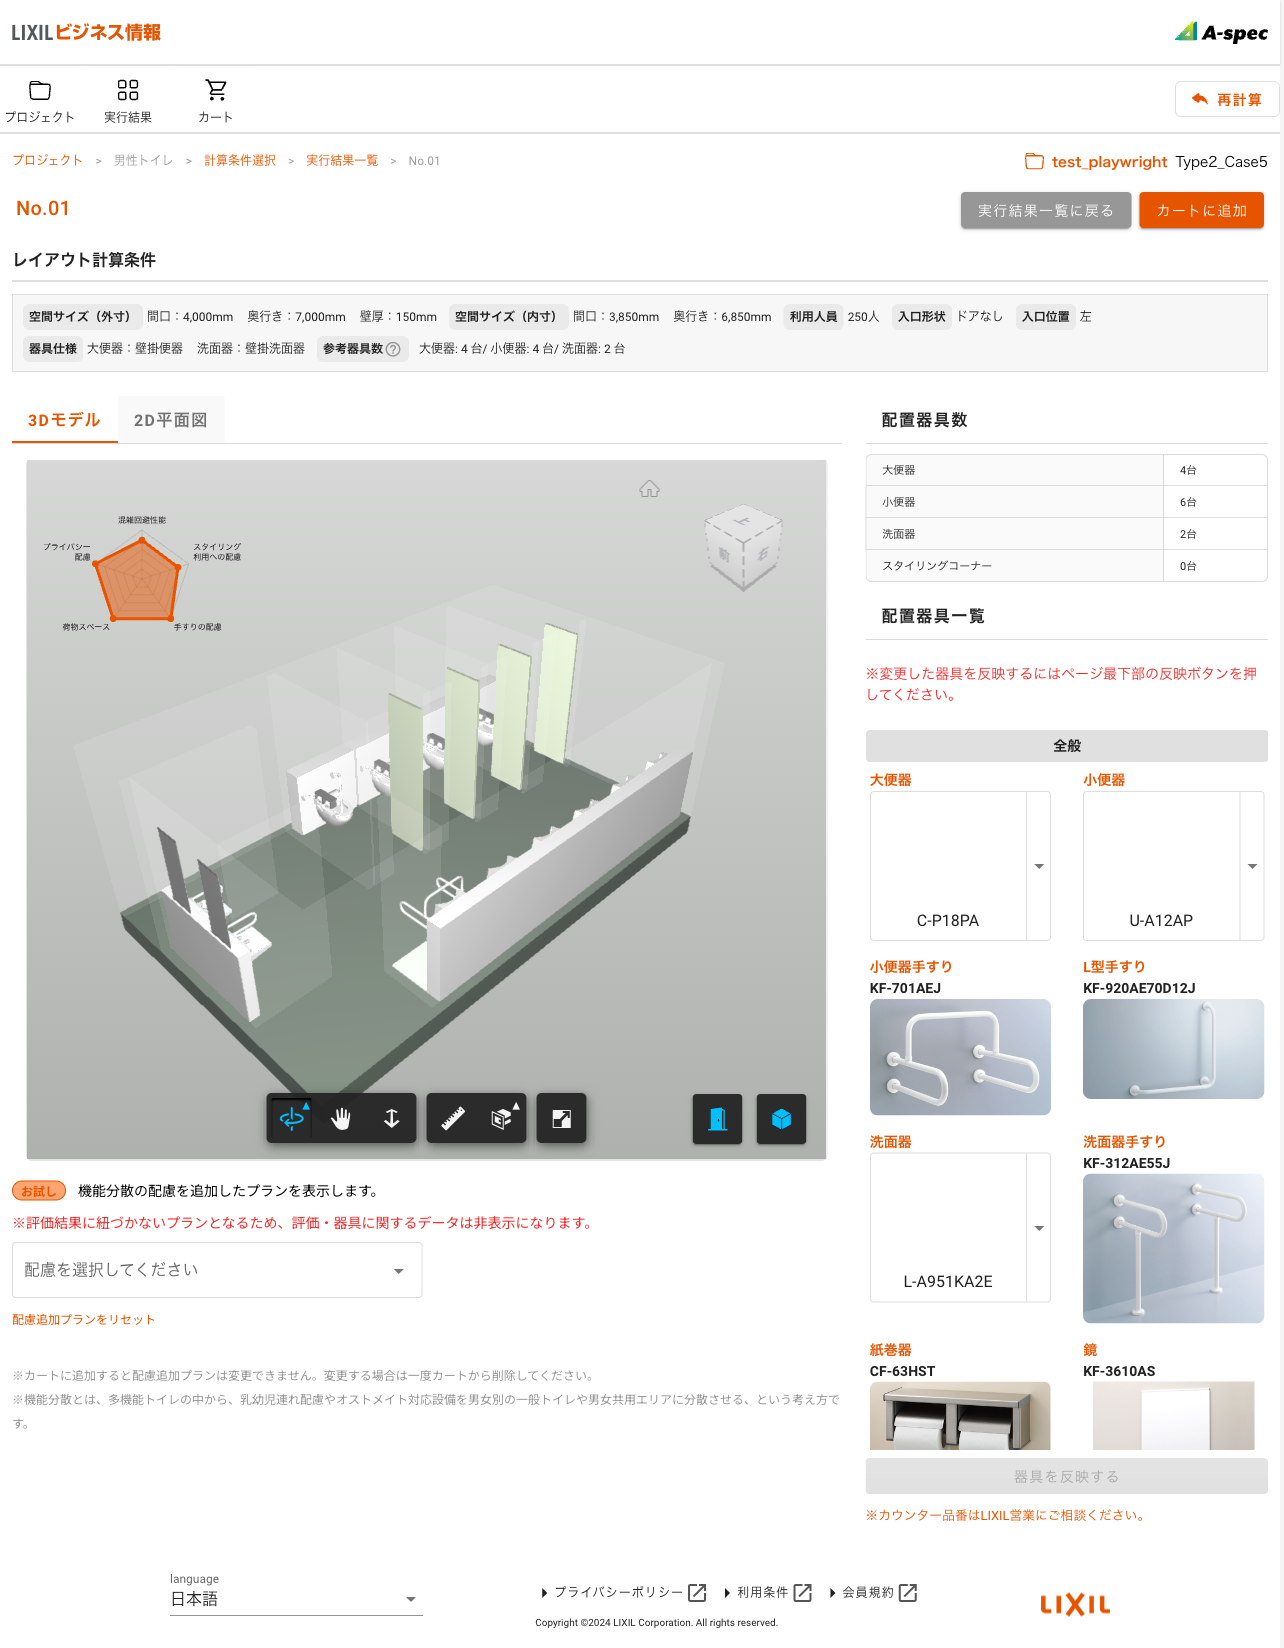 LIXILビジネス情報
A-spec
プロジェクト
実行結果
カート
再計算
プロジェクト > 男性トイレ > 計算条件選択 > 実行結果一覧 > No.01
test_playwright Type2_Case5
No.01
実行結果一覧に戻る
カートに追加
レイアウト計算条件
空間サイズ（外寸） 間口：4,000mm 奥行き：7,000mm 壁厚：150mm 空間サイズ（内寸） 間口：3,850mm 奥行き：6,850mm 利用人員 250人 入口形状 ドアなし 入口位置 左
器具仕様 大便器：壁掛便器 洗面器：壁掛洗面器 参考器具数 大便器: 4 台/ 小便器: 4 台/ 洗面器: 2 台
3Dモデル
2D平面図
混雑回避性能
プライバシー
配慮
スタイリング
利用への配慮
荷物スペース
手すりの配慮
上
前
右
お試し 機能分散の配慮を追加したプランを表示します。
※評価結果に紐づかないプランとなるため、評価・器具に関するデータは非表示になります。
配慮を選択してください
配慮追加プランをリセット
※カートに追加すると配慮追加プランは変更できません。変更する場合は一度カートから削除してください。
※機能分散とは、多機能トイレの中から、乳幼児連れ配慮やオストメイト対応設備を男女別の一般トイレや男女共用エリアに分散させる、という考え方で
す。
配置器具数
大便器 4台
小便器 6台
洗面器 2台
スタイリングコーナー 0台
配置器具一覧
※変更した器具を反映するにはページ最下部の反映ボタンを押
してください。
全般
大便器
C-P18PA
小便器
U-A12AP
小便器手すり
KF-701AEJ
L型手すり
KF-920AE70D12J
洗面器
L-A951KA2E
洗面器手すり
KF-312AE55J
紙巻器
CF-63HST
鏡
KF-3610AS
器具を反映する
※カウンター品番はLIXIL営業にご相談ください。
language
日本語
プライバシーポリシー
利用条件
会員規約
Copyright ©2024 LIXIL Corporation. All rights reserved.
LIXIL